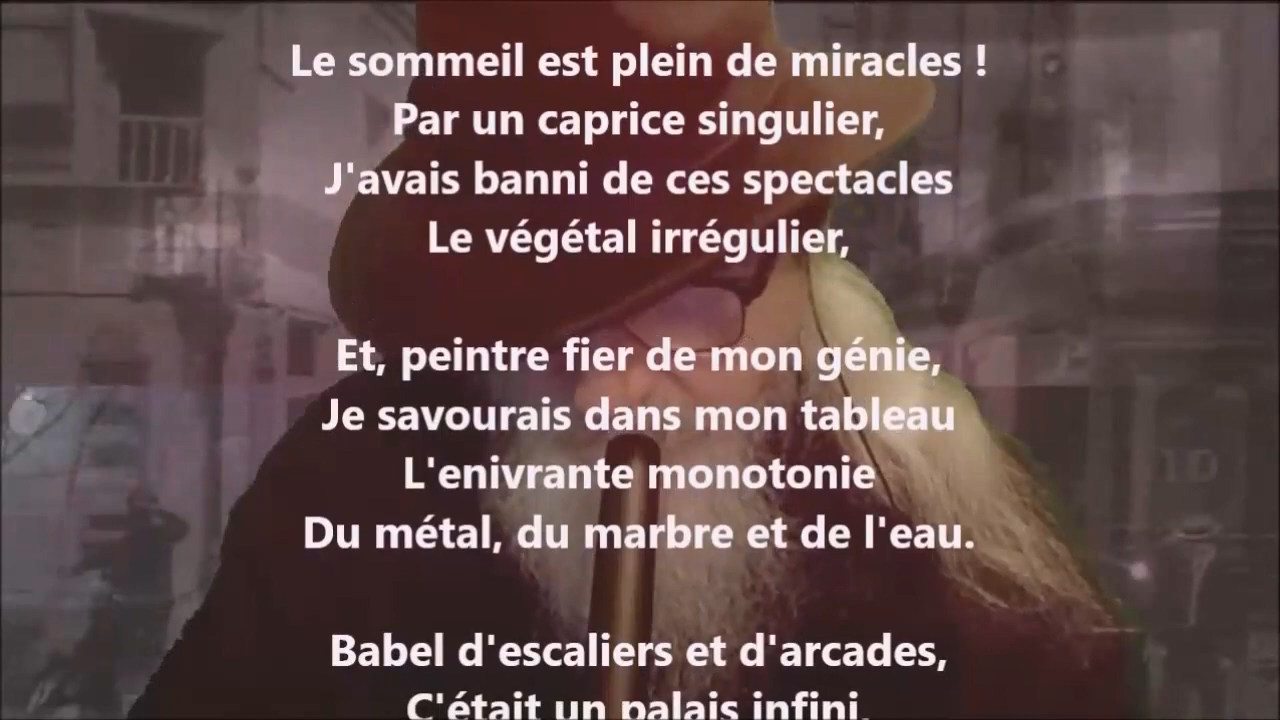 Le sommeil est plein de miracles !
Par un caprice singulier,
J'avais banni de ces spectacles
Le végétal irrégulier,
Et, peintre fier de mon génie,
Je savourais dans mon tableau
L'enivrante monotonie
Du métal, du marbre et de l'eau.
Babel d'escaliers et d'arcades,
C'était un palais infini,